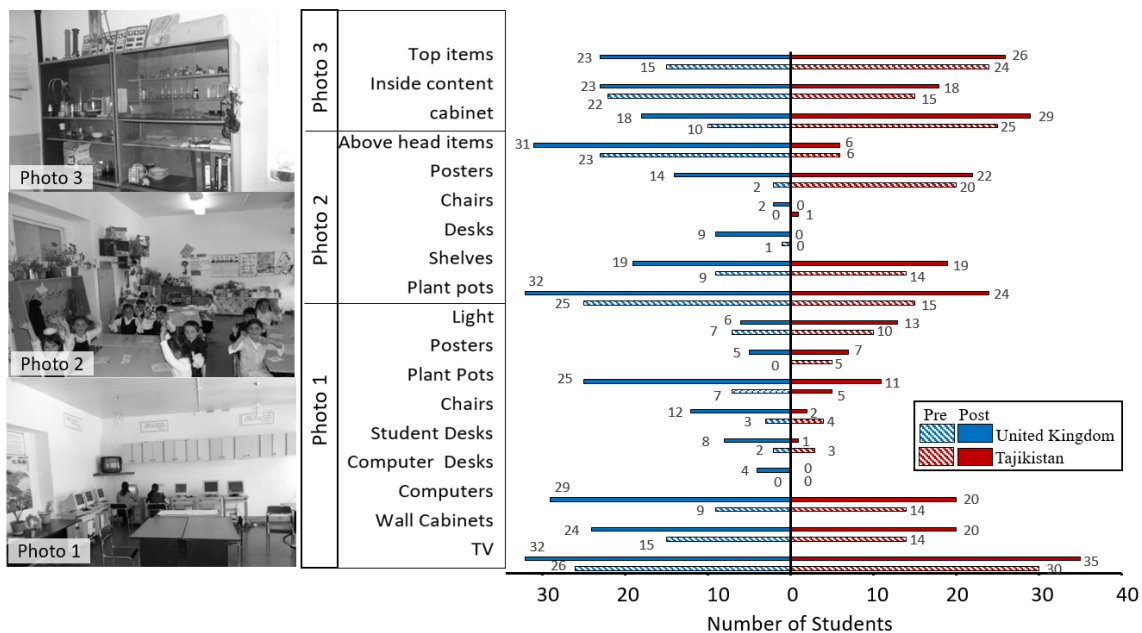 Photo 3
Photo 2
Photo 1
Photo 3
Top items
23
26
15
24
Inside content
23
18
22
15
cabinet
18
29
10
25
Photo 2
Above head items
31
6
23
6
Posters
14
22
2
20
Chairs
2
0
0
1
Desks
9
0
1
0
Shelves
19
19
9
14
Plant pots
32
24
25
15
Photo 1
Light
6
13
7
10
Posters
5
7
0
5
Plant Pots
25
11
7
5
Chairs
12
2
3
4
Student Desks
8
1
2
3
Computer Desks
4
0
0
0
Computers
29
20
9
14
Wall Cabinets
24
20
15
14
TV
32
35
26
30
Pre Post
United Kingdom
Tajikistan
30 20 10 0 10 20 30 40
Number of Students